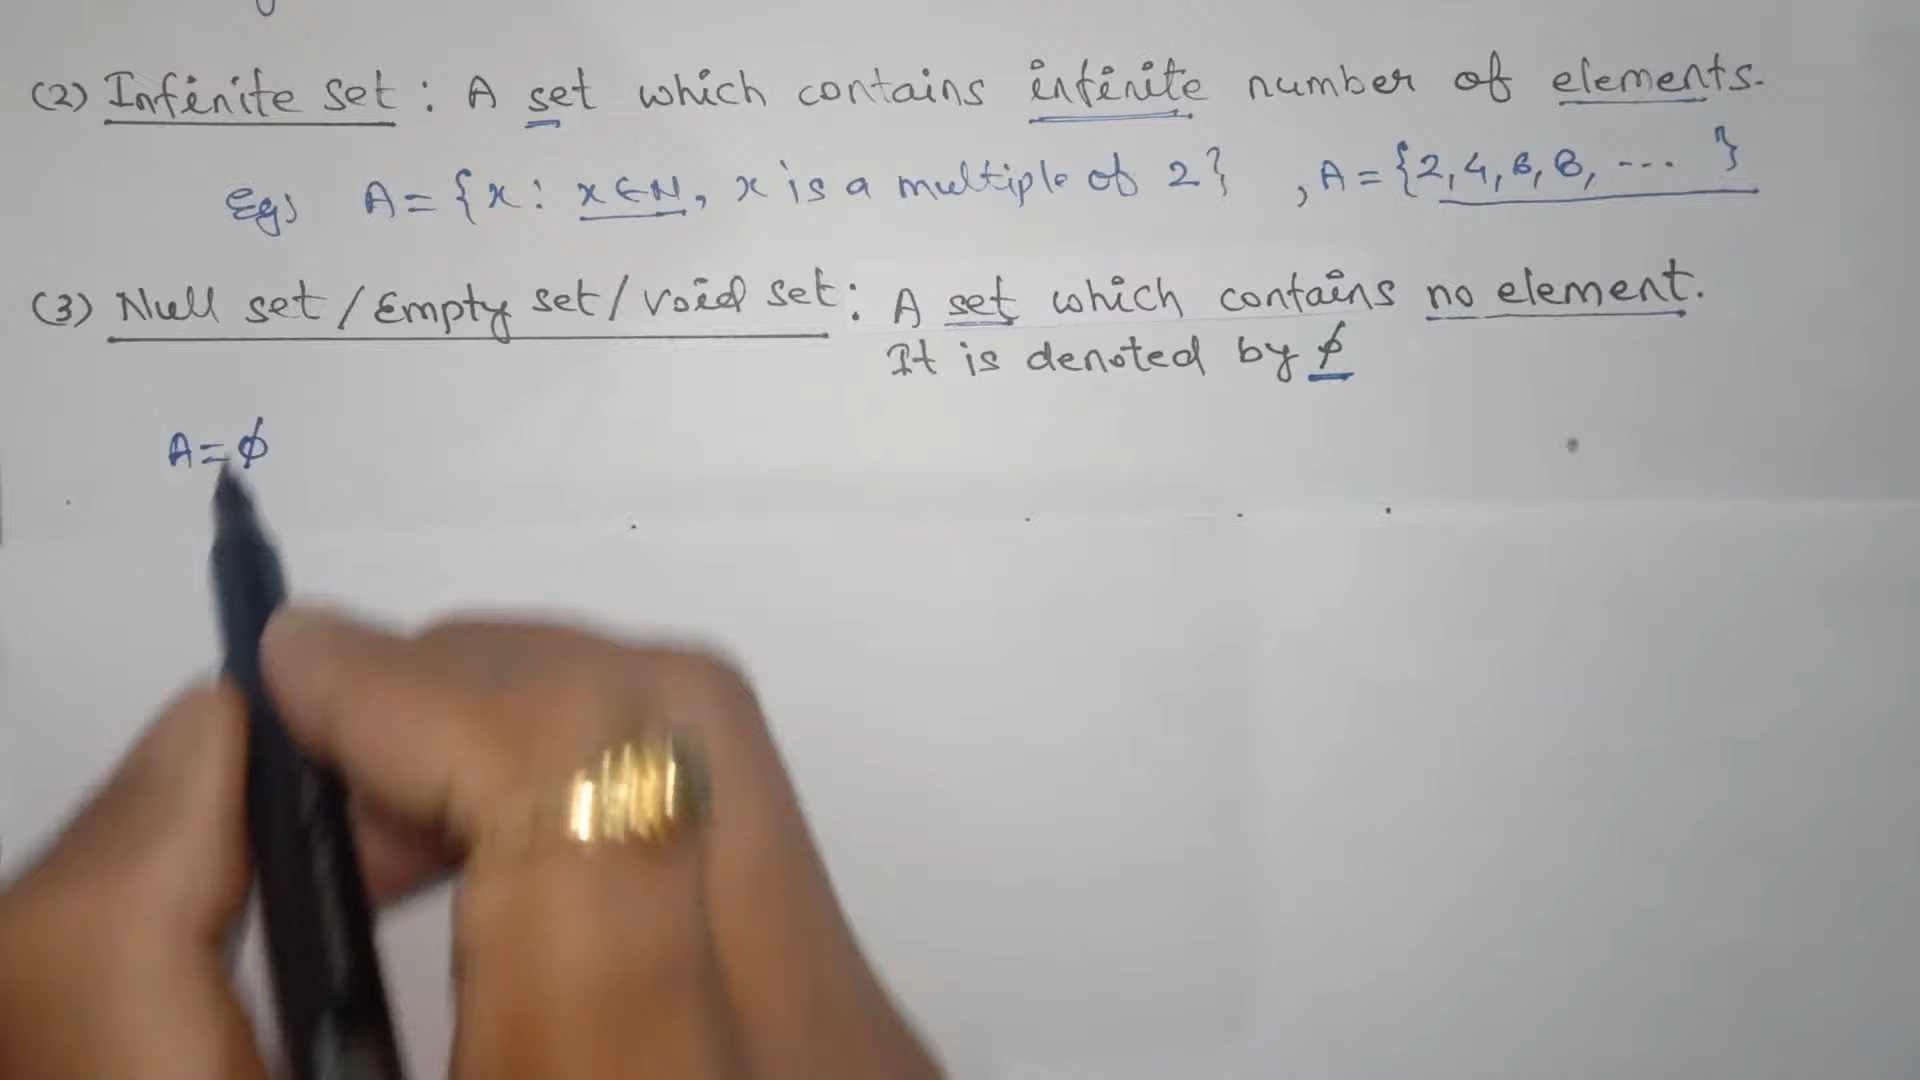 (2) Infinite set : A set which contains infinite number of elements.
Eg: A = {x : x ∈ N, x is a multiple of 2} , A = {2, 4, 6, 8, ---- }
(3) Null set / Empty set / Void set : A set which contains no element.
It is denoted by ϕ
A = ϕ